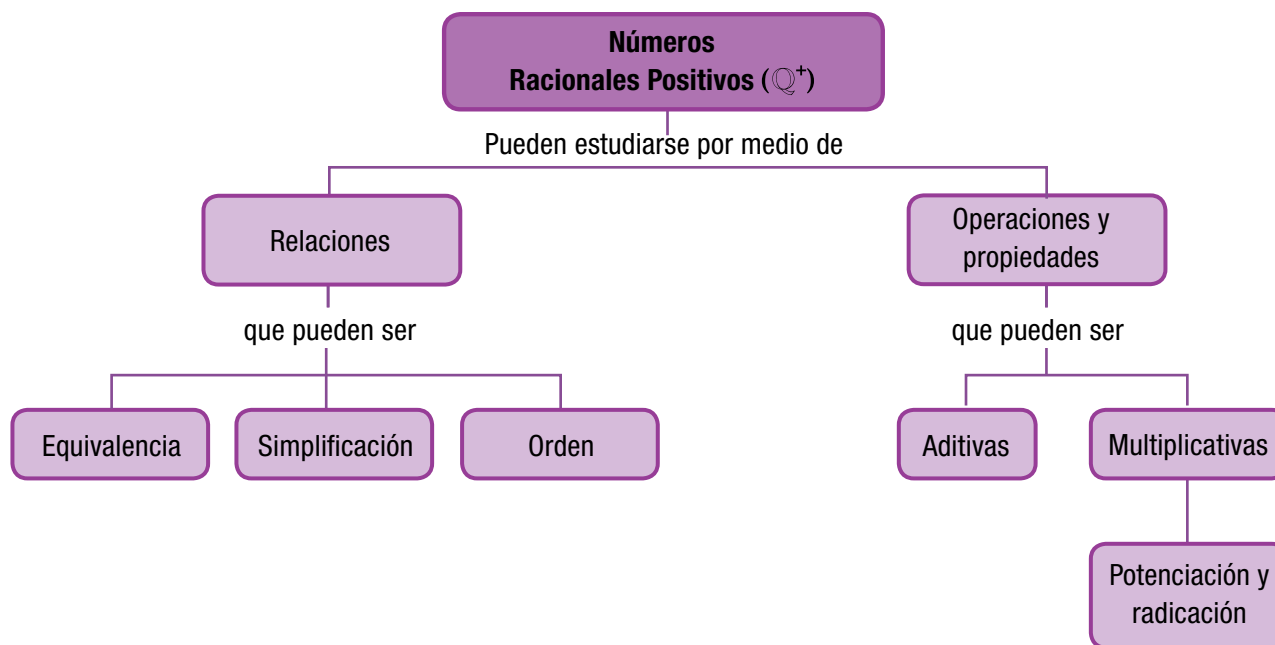 Números
Racionales Positivos (ℚ⁺)
Pueden estudiarse por medio de
Relaciones
Operaciones y
propiedades
que pueden ser
que pueden ser
Equivalencia
Simplificación
Orden
Aditivas
Multiplicativas
Potenciación y
radicación